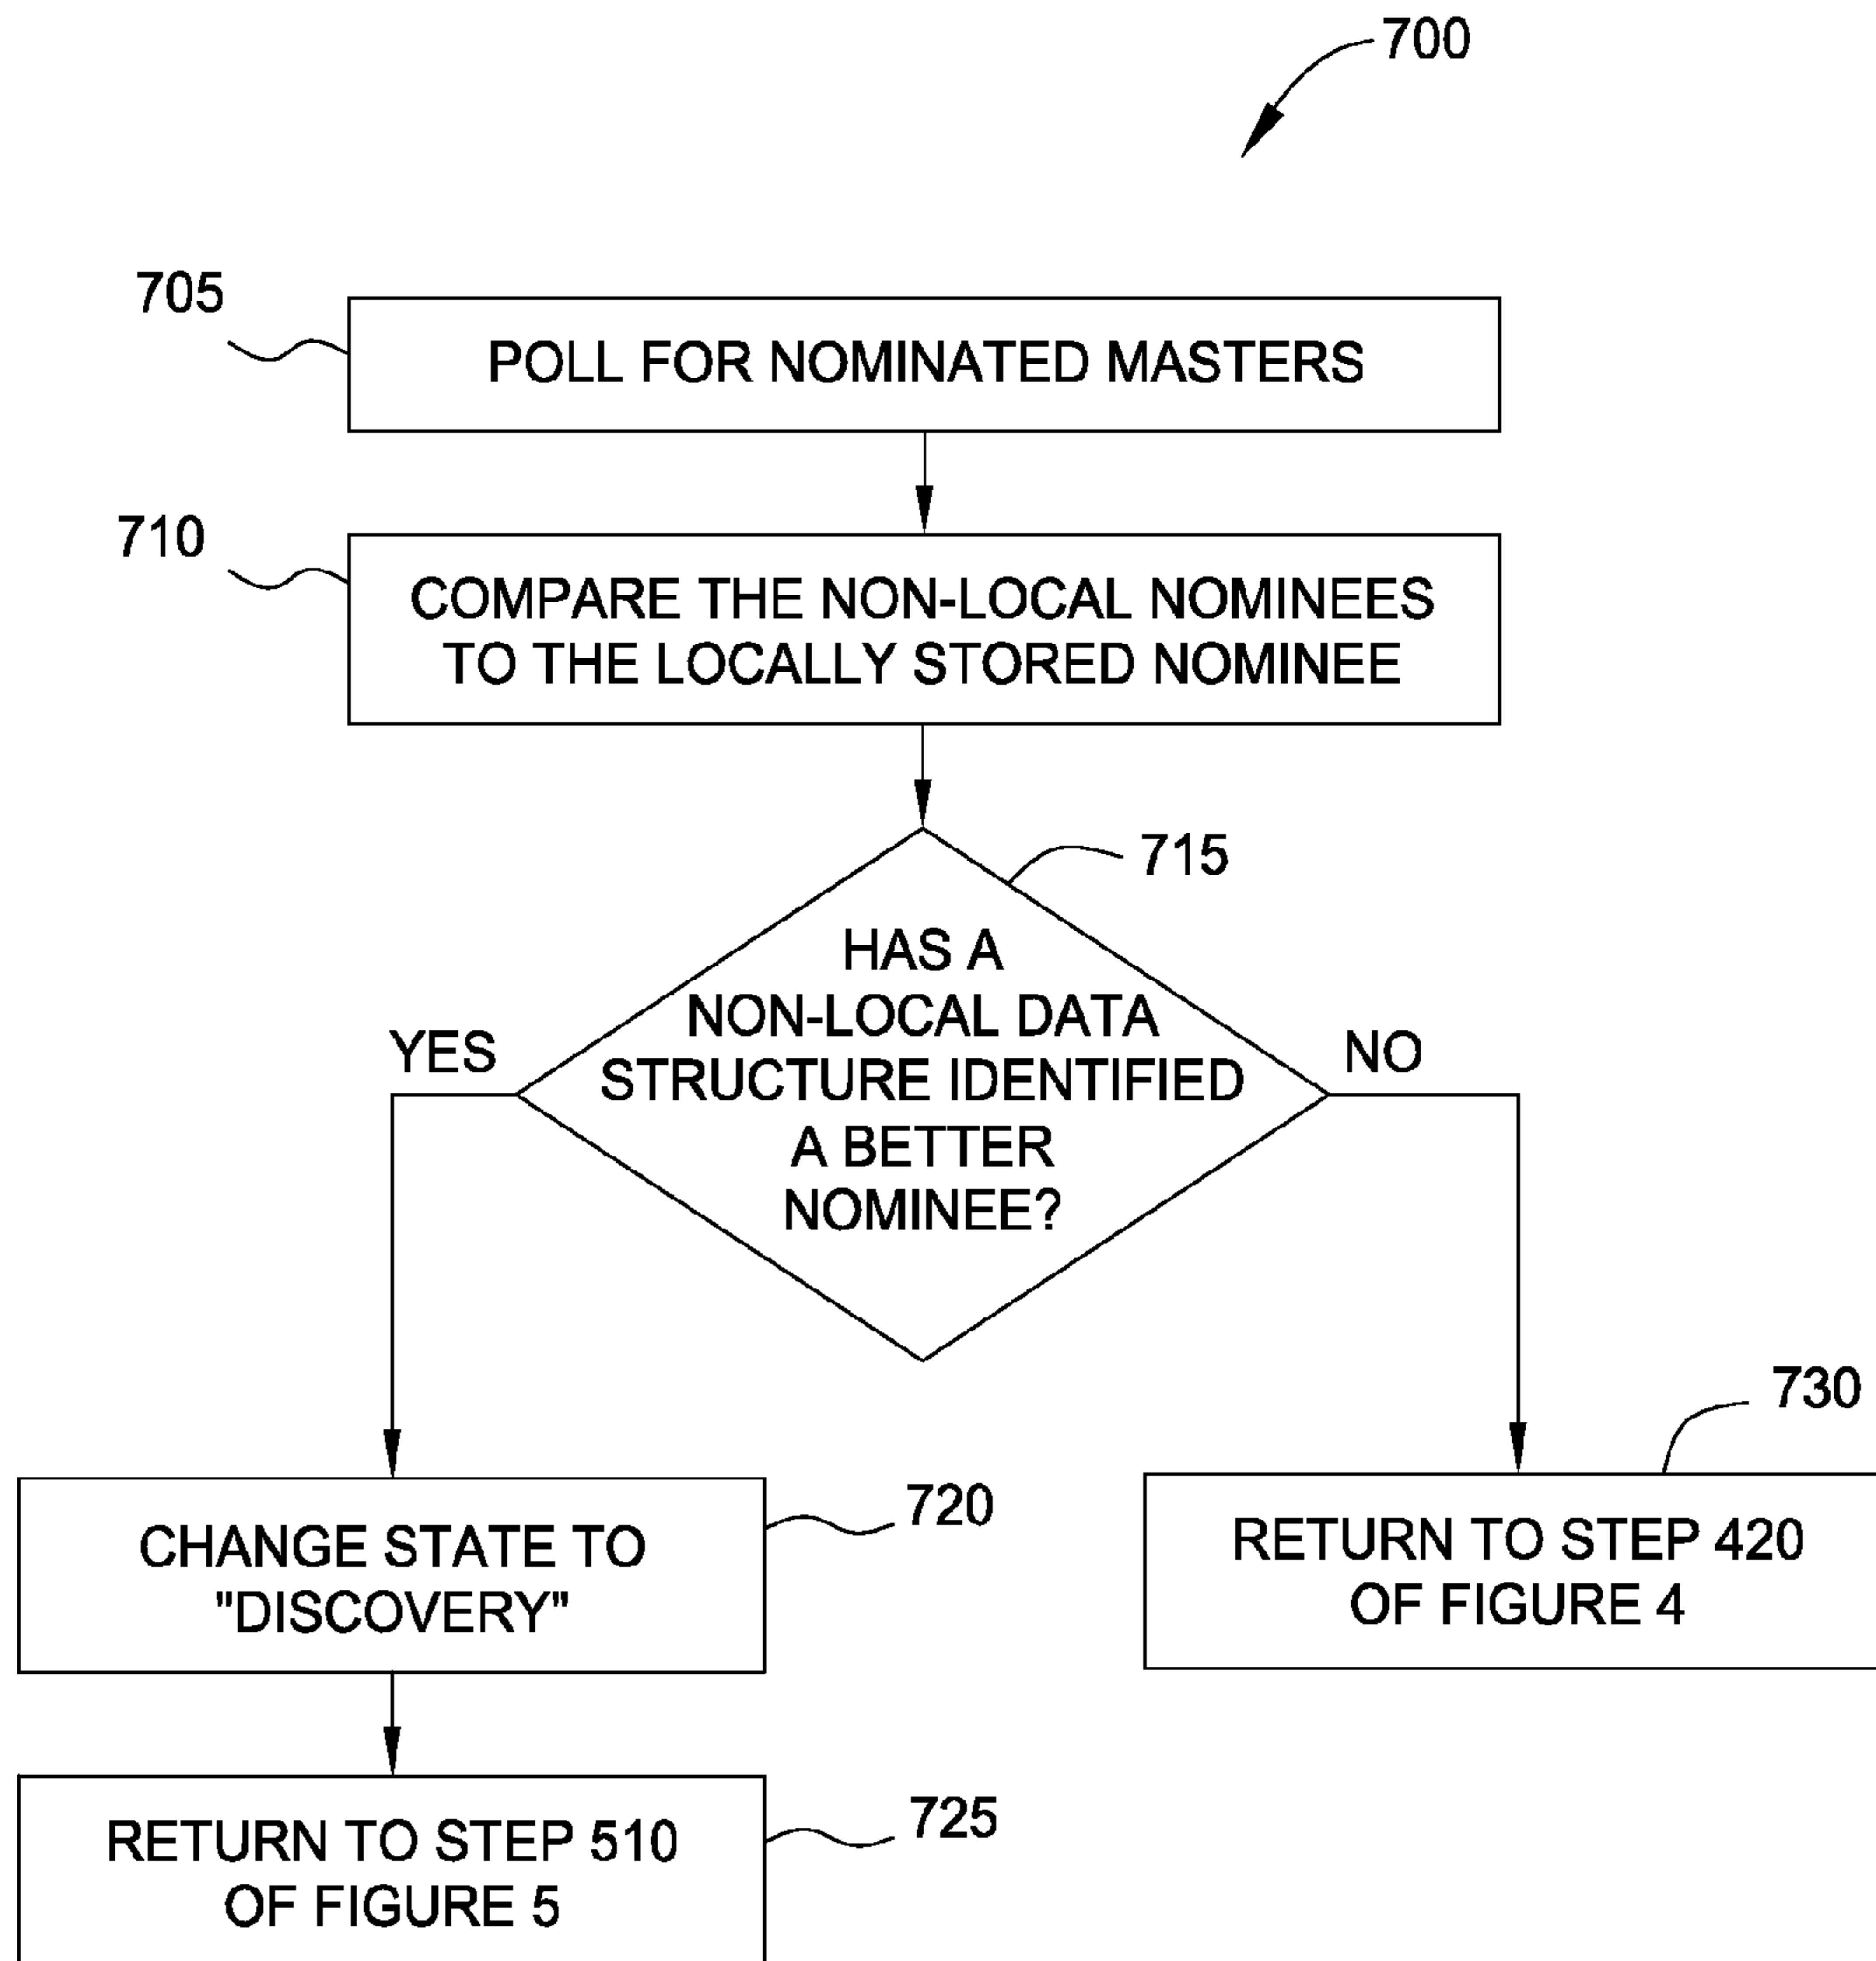 700
705
POLL FOR NOMINATED MASTERS
710
COMPARE THE NON-LOCAL NOMINEES
TO THE LOCALLY STORED NOMINEE
715
HAS A
NON-LOCAL DATA
STRUCTURE IDENTIFIED
A BETTER
NOMINEE?
YES
NO
730
720
CHANGE STATE TO
"DISCOVERY"
RETURN TO STEP 420
OF FIGURE 4
725
RETURN TO STEP 510
OF FIGURE 5